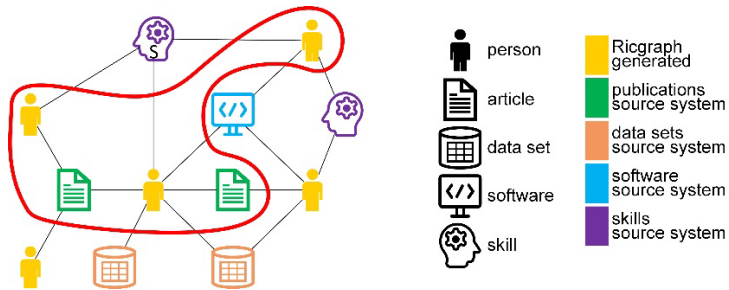 S
person
article
data set
software
skill
Ricgraph
generated
publications
source system
data sets
source system
software
source system
skills
source system